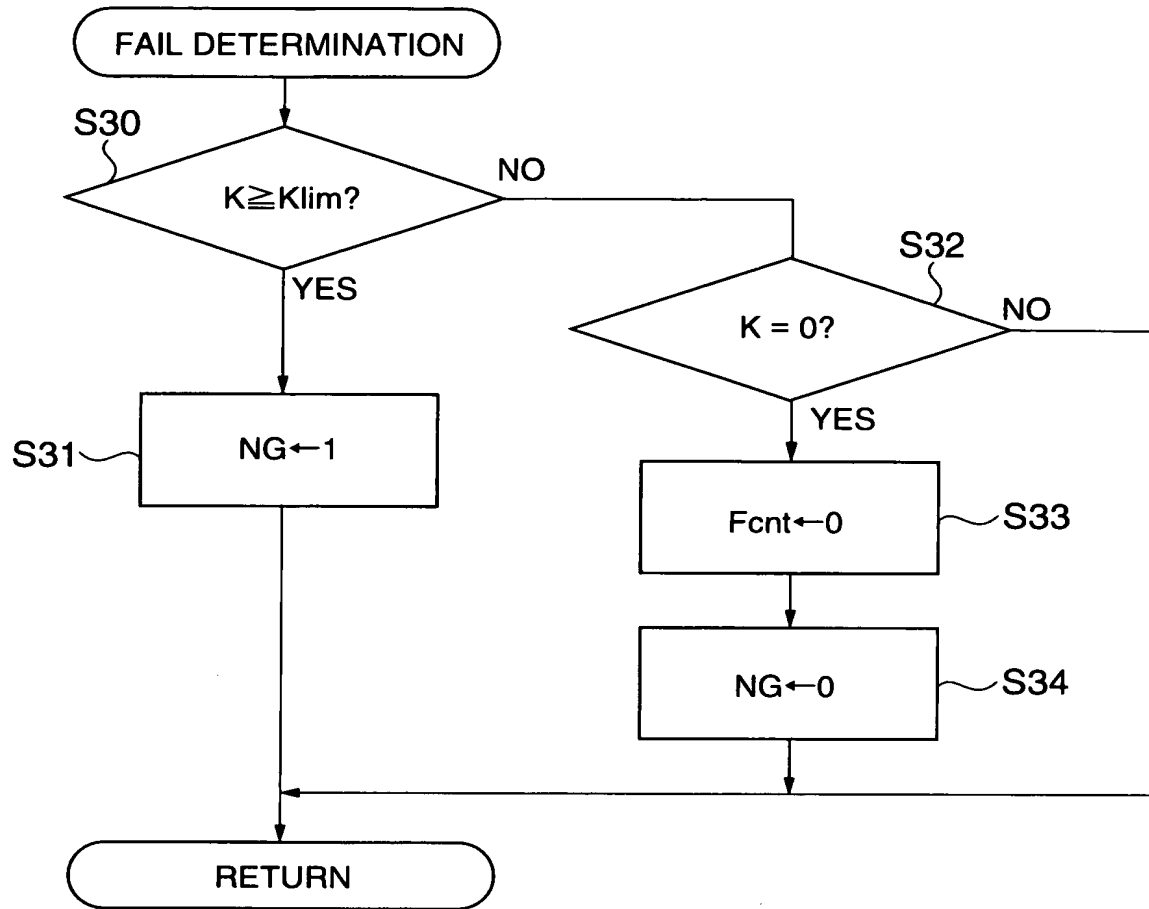 FAIL DETERMINATION
S30
K≧Klim?
NO
YES
S32
K = 0?
NO
YES
S31
NG←1
Fcnt←0
S33
NG←0
S34
RETURN